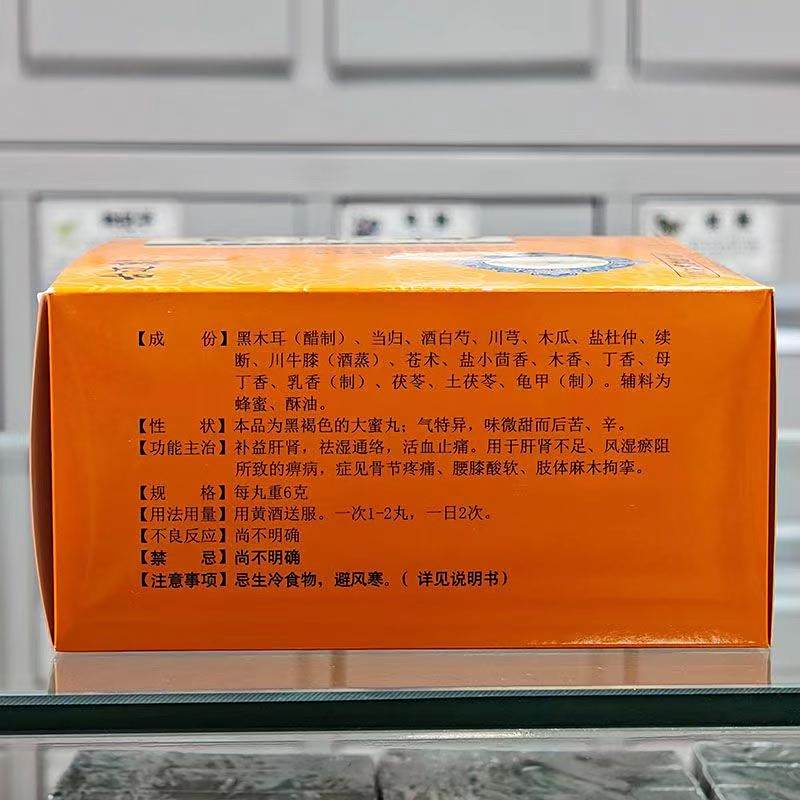 【成 份】黑木耳（醋制）、当归、酒白芍、川芎、木瓜、盐杜仲、续
断、川牛膝（酒蒸）、苍术、盐小茴香、木香、丁香、母
丁香、乳香（制）、茯苓、土茯苓、龟甲（制）。辅料为
蜂蜜、酥油。
【性 状】本品为黑褐色的大蜜丸；气特异，味微甜而后苦、辛。
【功能主治】补益肝肾，祛湿通络，活血止痛。用于肝肾不足、风湿瘀阻
所致的痹病，症见骨节疼痛、腰膝酸软、肢体麻木拘挛。
【规 格】每丸重6克
【用法用量】用黄酒送服。一次1-2丸，一日2次。
【不良反应】尚不明确
【禁 忌】尚不明确
【注意事项】忌生冷食物，避风寒。（ 详见说明书）